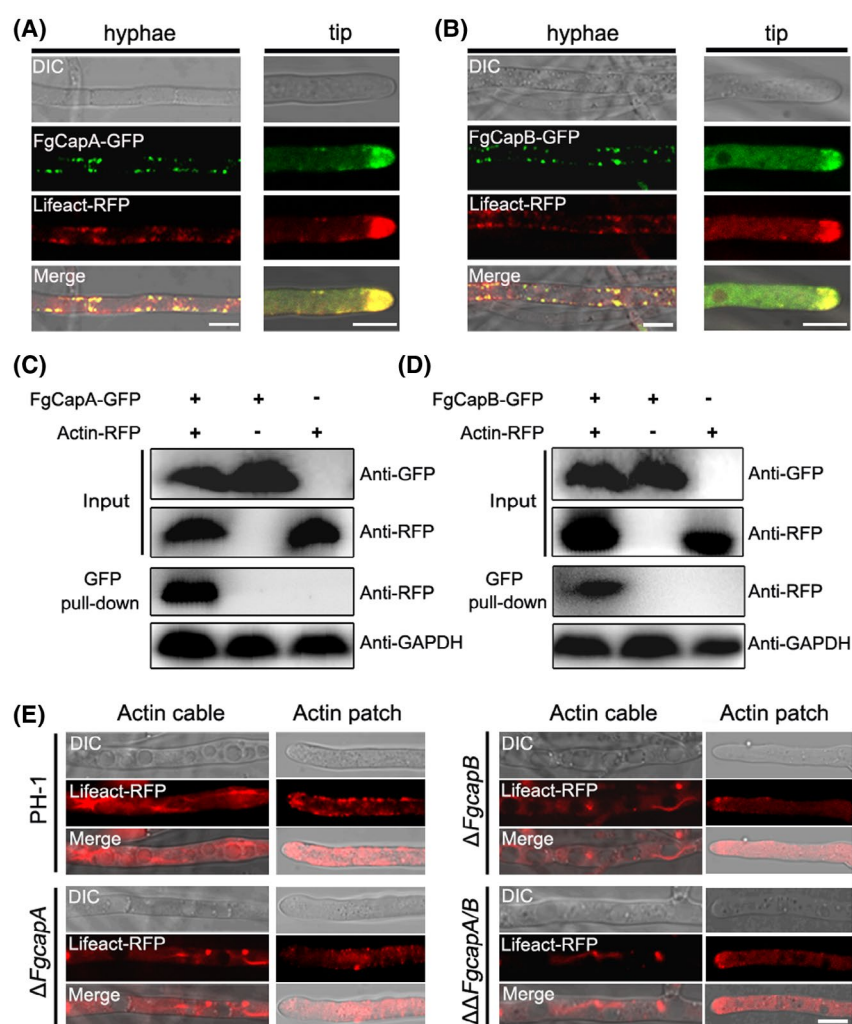 (A)
hyphae tip
DIC
FgCapA-GFP
Lifeact-RFP
Merge
(B)
hyphae tip
DIC
FgCapB-GFP
Lifeact-RFP
Merge
(C)
FgCapA-GFP + + -
Actin-RFP + - +
Input
Anti-GFP
Anti-RFP
GFP
pull-down
Anti-RFP
Anti-GAPDH
(D)
FgCapB-GFP + + -
Actin-RFP + - +
Input
Anti-GFP
Anti-RFP
GFP
pull-down
Anti-RFP
Anti-GAPDH
(E)
Actin cable Actin patch
PH-1
DIC
Lifeact-RFP
Merge
ΔFgcapA
DIC
Lifeact-RFP
Merge
Actin cable Actin patch
ΔFgcapB
DIC
Lifeact-RFP
Merge
ΔΔFgcapA/B
DIC
Lifeact-RFP
Merge